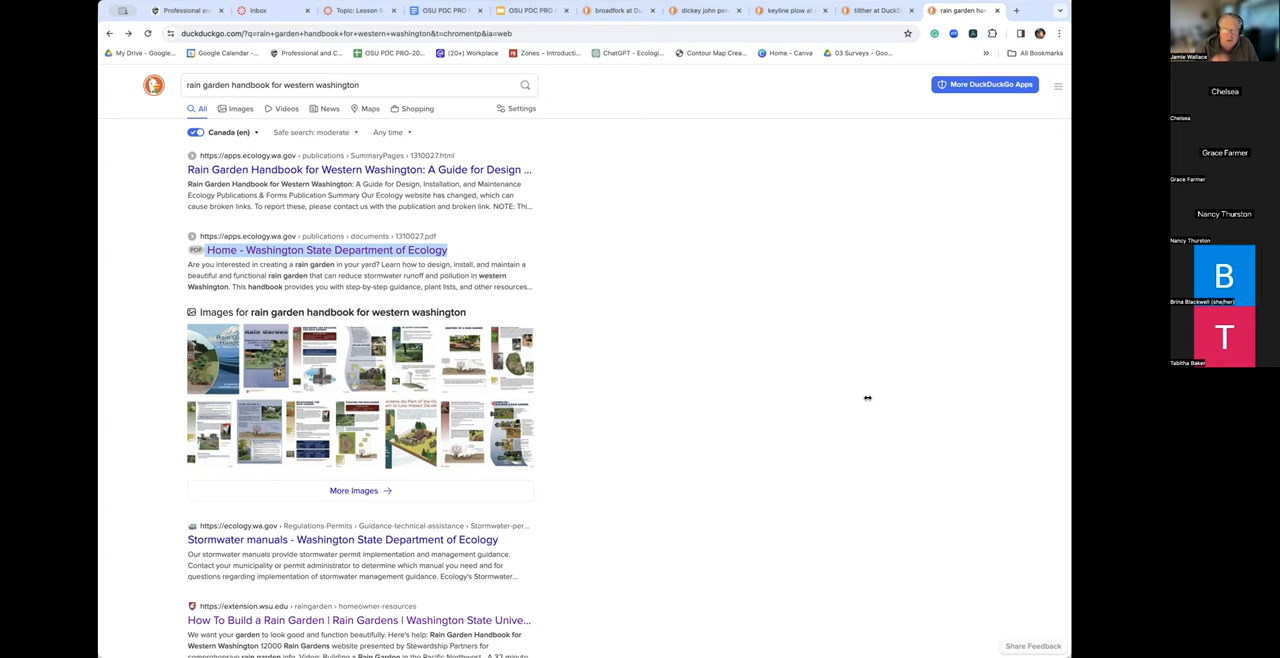 Professional an
Inbox
Topic: Lesson 6
OSU PDC PRO
OSU PDC PRO
broadfork at Du
dickey john pen
keyline plow at
tilther at DuckD
rain garden han
duckduckgo.com/?q=rain+garden+handbook+for+western+washington&t=chromentp&ia=web
My Drive - Google...
Google Calendar -...
Professional and C...
OSU PDC PRO-20...
(20+) Workplace
Zones – Introducti...
ChatGPT - Ecologi...
Contour Map Crea...
Home - Canva
03 Surveys - Goo...
»
All Bookmarks
rain garden handbook for western washington
More DuckDuckGo Apps
All
Images
Videos
News
Maps
Shopping
Settings
Canada (en)
Safe search: moderate
Any time
https://apps.ecology.wa.gov › publications › SummaryPages › 1310027.html
Rain Garden Handbook for Western Washington: A Guide for Design ...
Rain Garden Handbook for Western Washington: A Guide for Design, Installation, and Maintenance
Ecology Publications & Forms Publication Summary Our Ecology website has changed, which can
cause broken links. To report these, please contact us with the publication and broken link. NOTE: Thi...
https://apps.ecology.wa.gov › publications › documents › 1310027.pdf
PDF Home - Washington State Department of Ecology
Are you interested in creating a rain garden in your yard? Learn how to design, install, and maintain a
beautiful and functional rain garden that can reduce stormwater runoff and pollution in western
Washington. This handbook provides you with step-by-step guidance, plant lists, and other resources...
Images for rain garden handbook for western washington
More Images →
https://ecology.wa.gov › Regulations-Permits › Guidance-technical-assistance › Stormwater-per...
Stormwater manuals - Washington State Department of Ecology
Our stormwater manuals provide stormwater permit implementation and management guidance.
Contact your municipality or permit administrator to determine which manual you need and for
questions regarding implementation of stormwater management guidance. Ecology's Stormwater...
https://extension.wsu.edu › raingarden › homeowner-resources
How To Build a Rain Garden | Rain Gardens | Washington State Unive...
We want your garden to look good and function beautifully. Here's help: Rain Garden Handbook for
Western Washington 12000 Rain Gardens website presented by Stewardship Partners for
comprehensive rain garden info. Video: Building a Rain Garden in the Pacific Northwest - A 37 minute
Share Feedback
Jamie Wallace
Chelsea
Chelsea
Grace Farmer
Grace Farmer
Nancy Thurston
Nancy Thurston
B
Brina Blackwell (she/her)
T
Tabitha Baker